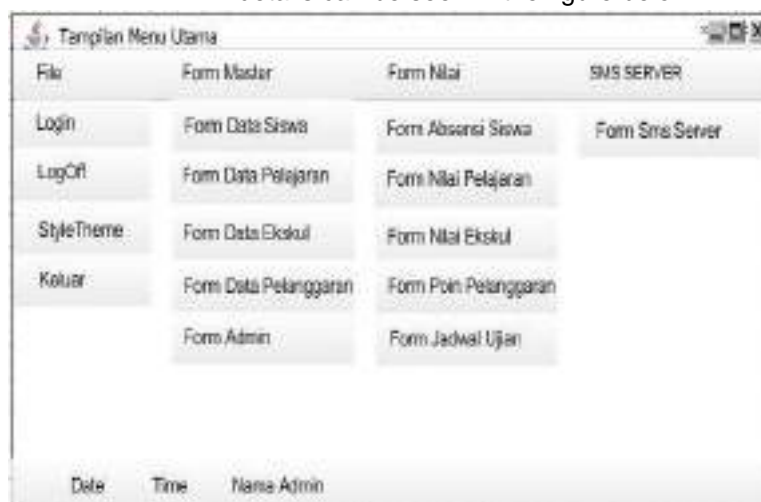 Tampilan Menu Utama
File Form Master Form Nilai SMS SERVER
Login Form Data Siswa Form Absensi Siswa Form Sms Server
LogOff Form Data Pelajaran Form Nilai Pelajaran
StyleTheme Form Data Ekskul Form Nilai Ekskul
Keluar Form Data Pelanggaran Form Poin Pelanggaran
Form Admin Form Jadwal Ujian
Date Time Nama Admin